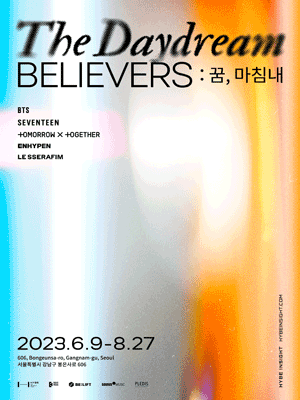 The Daydream
BELIEVERS : 꿈, 마침내
BTS
SEVENTEEN
TOMORROW X TOGETHER
ENHYPEN
LE SSERAFIM
2023.6.9-8.27
606, Bongeunsa-ro, Gangnam-gu, Seoul
서울특별시 강남구 봉은사로 606
HYBE INSIGHT HYBEINSIGHT.COM
BELIFT
PLEDIS